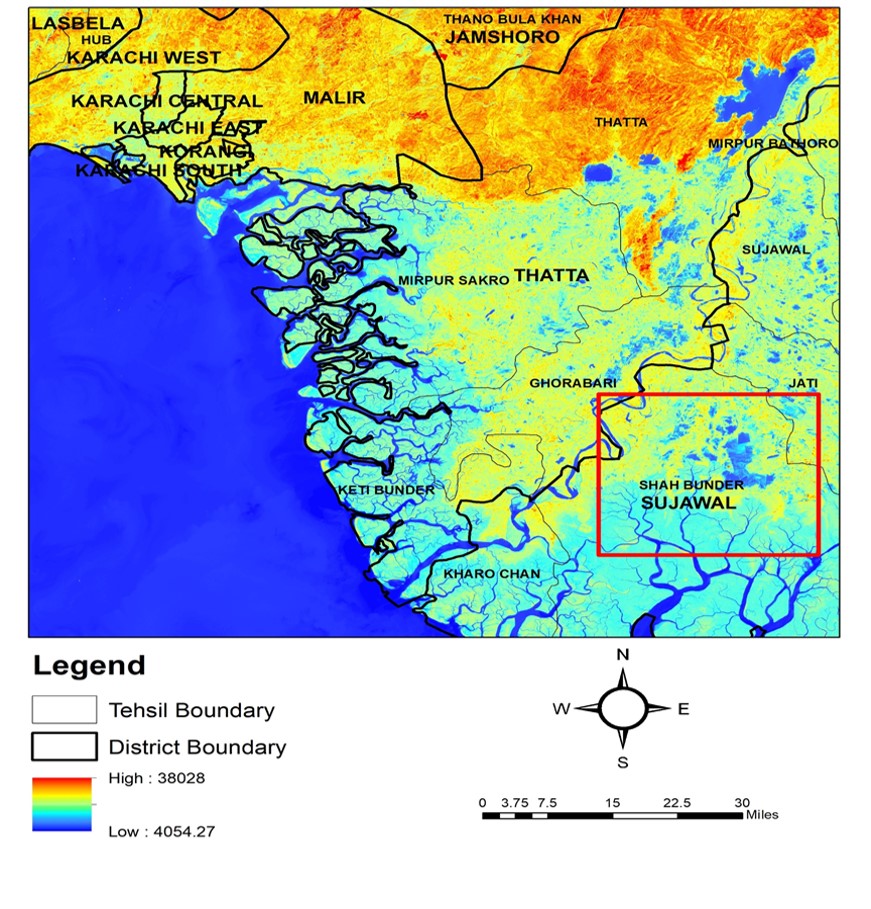 LASBELA
HUB
KARACHI WEST
THANO BULA KHAN
JAMSHORO
KARACHI CENTRAL
MALIR
KARACHI EAST
THATTA
KORANGI
MIRPUR BATHORO
KARACHI SOUTH
SUJAWAL
MIRPUR SAKRO
THATTA
GHORABARI
JATI
KETI BUNDER
SHAH BUNDER
SUJAWAL
KHARO CHAN
Legend
Tehsil Boundary
District Boundary
High : 38028
Low : 4054.27
N
W
E
S
0 3.75 7.5 15 22.5 30
Miles